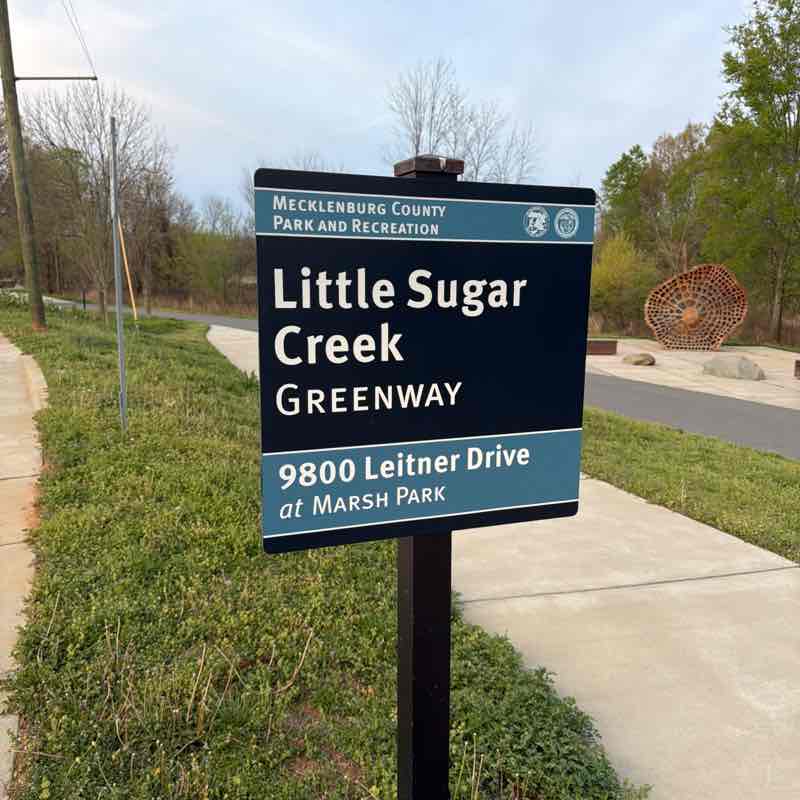 Mecklenburg County
Park and Recreation
Little Sugar
Creek
Greenway
9800 Leitner Drive
at Marsh Park